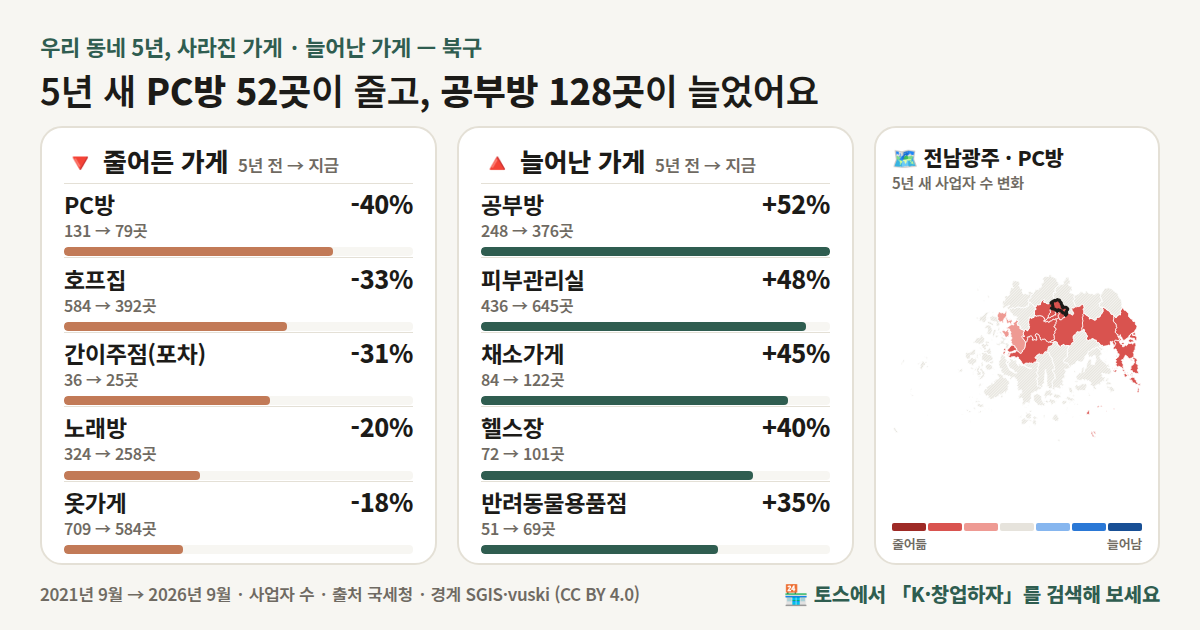 우리 동네 5년, 사라진 가게 · 늘어난 가게 — 북구
5년 새 PC방 52곳이 줄고, 공부방 128곳이 늘었어요
줄어든 가게 5년 전 → 지금
PC방 -40%
131 → 79곳
호프집 -33%
584 → 392곳
간이주점(포차) -31%
36 → 25곳
노래방 -20%
324 → 258곳
옷가게 -18%
709 → 584곳
늘어난 가게 5년 전 → 지금
공부방 +52%
248 → 376곳
피부관리실 +48%
436 → 645곳
채소가게 +45%
84 → 122곳
헬스장 +40%
72 → 101곳
반려동물용품점 +35%
51 → 69곳
전남광주 · PC방
5년 새 사업자 수 변화
줄어듦 늘어남
2021년 9월 → 2026년 9월 · 사업자 수 · 출처 국세청 · 경계 SGIS·vuski (CC BY 4.0)
24 토스에서 「K·창업하자」를 검색해 보세요